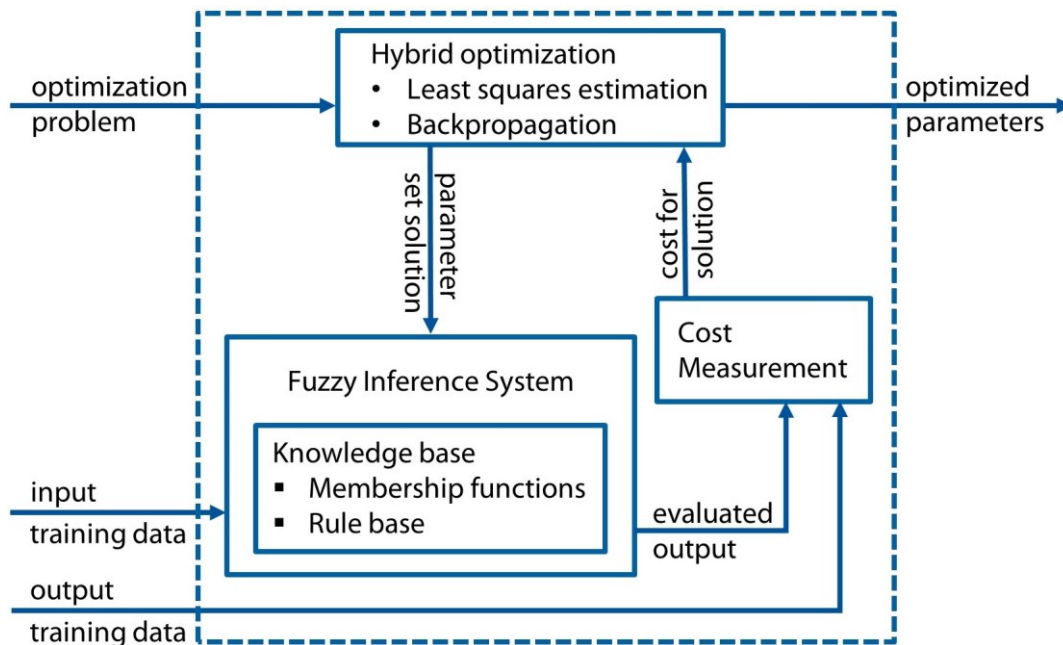 Hybrid optimization
• Least squares estimation
• Backpropagation
optimization
problem
optimized
parameters
parameter
set solution
cost for
solution
Cost
Measurement
Fuzzy Inference System
Knowledge base
▪ Membership functions
▪ Rule base
input
training data
evaluated
output
output
training data